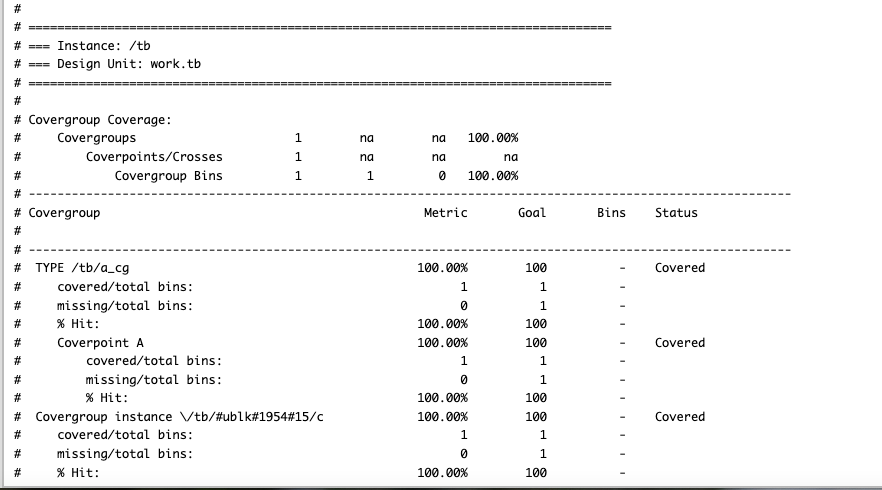 #
# =================================================================================
# === Instance: /tb
# === Design Unit: work.tb
# =================================================================================
#
# Covergroup Coverage:
#     Covergroups                      1        na        na   100.00%
#         Coverpoints/Crosses          1        na        na        na
#             Covergroup Bins          1         1         0   100.00%
# ----------------------------------------------------------------------------------------------------------
# Covergroup                                             Metric       Goal       Bins    Status
#
# ----------------------------------------------------------------------------------------------------------
#  TYPE /tb/a_cg                                        100.00%        100          -    Covered
#     covered/total bins:                                     1          1          -
#     missing/total bins:                                     0          1          -
#     % Hit:                                            100.00%        100          -
#     Coverpoint A                                      100.00%        100          -    Covered
#         covered/total bins:                                 1          1          -
#         missing/total bins:                                 0          1          -
#         % Hit:                                        100.00%        100          -
#  Covergroup instance \/tb/#ublk#1954#15/c             100.00%        100          -    Covered
#     covered/total bins:                                     1          1          -
#     missing/total bins:                                     0          1          -
#     % Hit:                                            100.00%        100          -